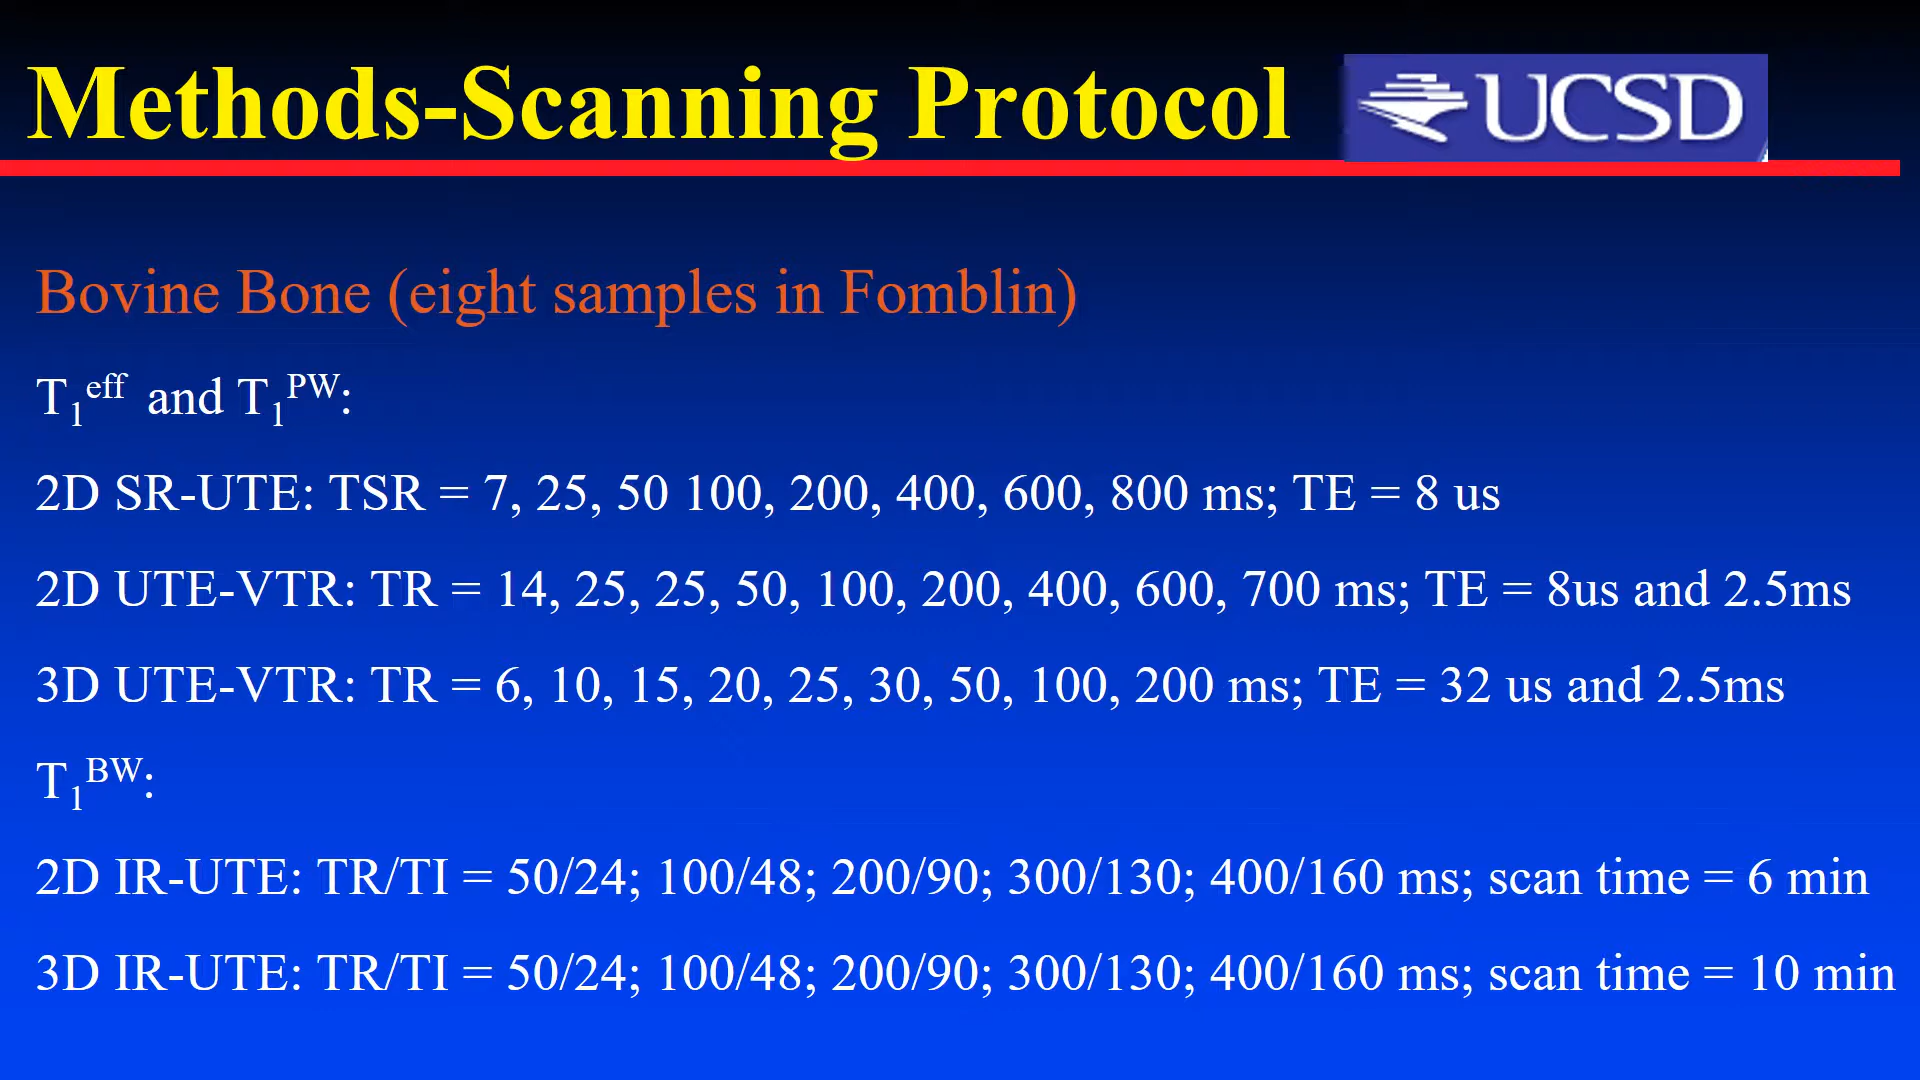 Methods-Scanning Protocol
UCSD
Bovine Bone (eight samples in Fomblin)
T₁ᵉᶠᶠ and T₁ᴾᵂ:
2D SR-UTE: TSR = 7, 25, 50 100, 200, 400, 600, 800 ms; TE = 8 us
2D UTE-VTR: TR = 14, 25, 25, 50, 100, 200, 400, 600, 700 ms; TE = 8us and 2.5ms
3D UTE-VTR: TR = 6, 10, 15, 20, 25, 30, 50, 100, 200 ms; TE = 32 us and 2.5ms
T₁ᴮᵂ:
2D IR-UTE: TR/TI = 50/24; 100/48; 200/90; 300/130; 400/160 ms; scan time = 6 min
3D IR-UTE: TR/TI = 50/24; 100/48; 200/90; 300/130; 400/160 ms; scan time = 10 min